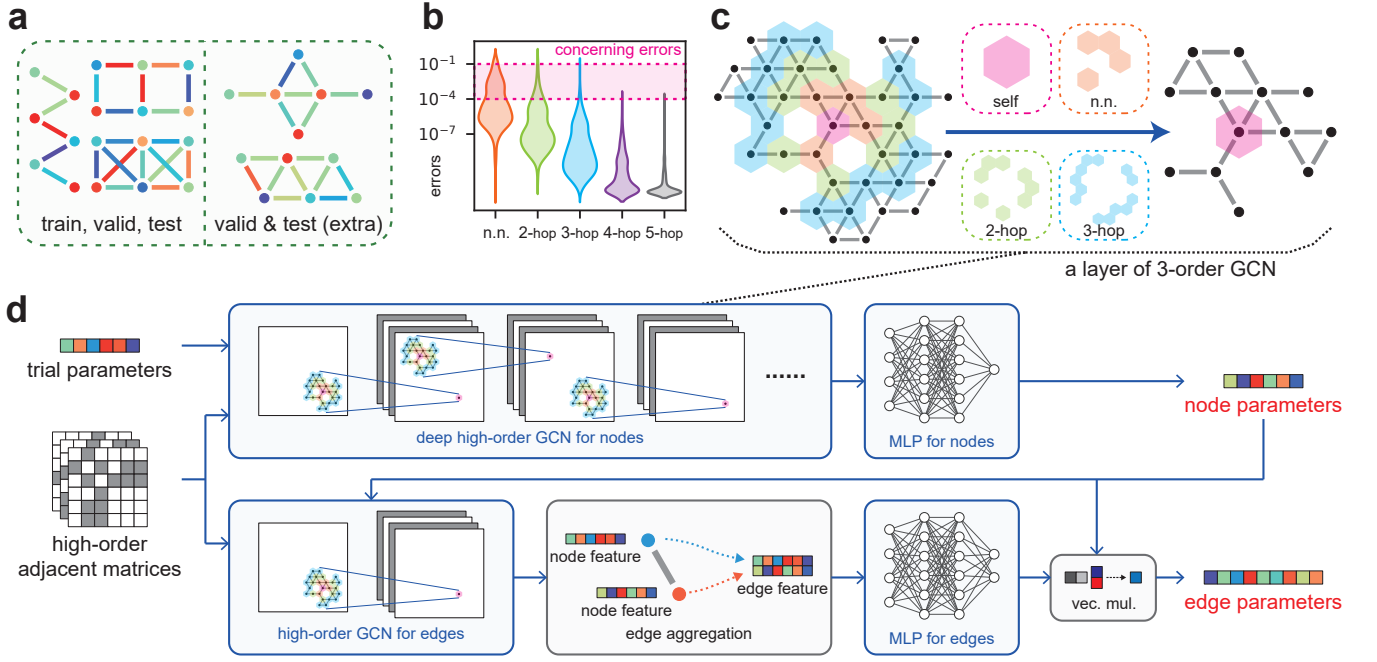 a
train, valid, test
valid & test (extra)
b
concerning errors
10⁻¹
10⁻⁴
10⁻⁷
errors
n.n. 2-hop 3-hop 4-hop 5-hop
c
self
n.n.
2-hop
3-hop
a layer of 3-order GCN
d
trial parameters
high-order
adjacent matrices
......
deep high-order GCN for nodes
MLP for nodes
node parameters
high-order GCN for edges
node feature
node feature
edge feature
edge aggregation
MLP for edges
vec. mul.
edge parameters